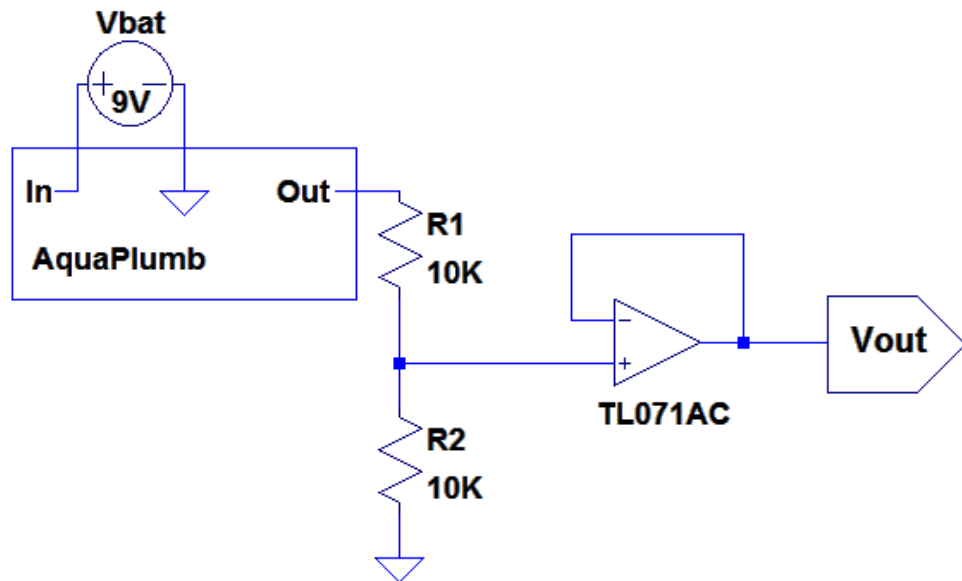 Vbat
+ −
9V
In
Out
AquaPlumb
R1
10K
−
+
TL071AC
Vout
R2
10K